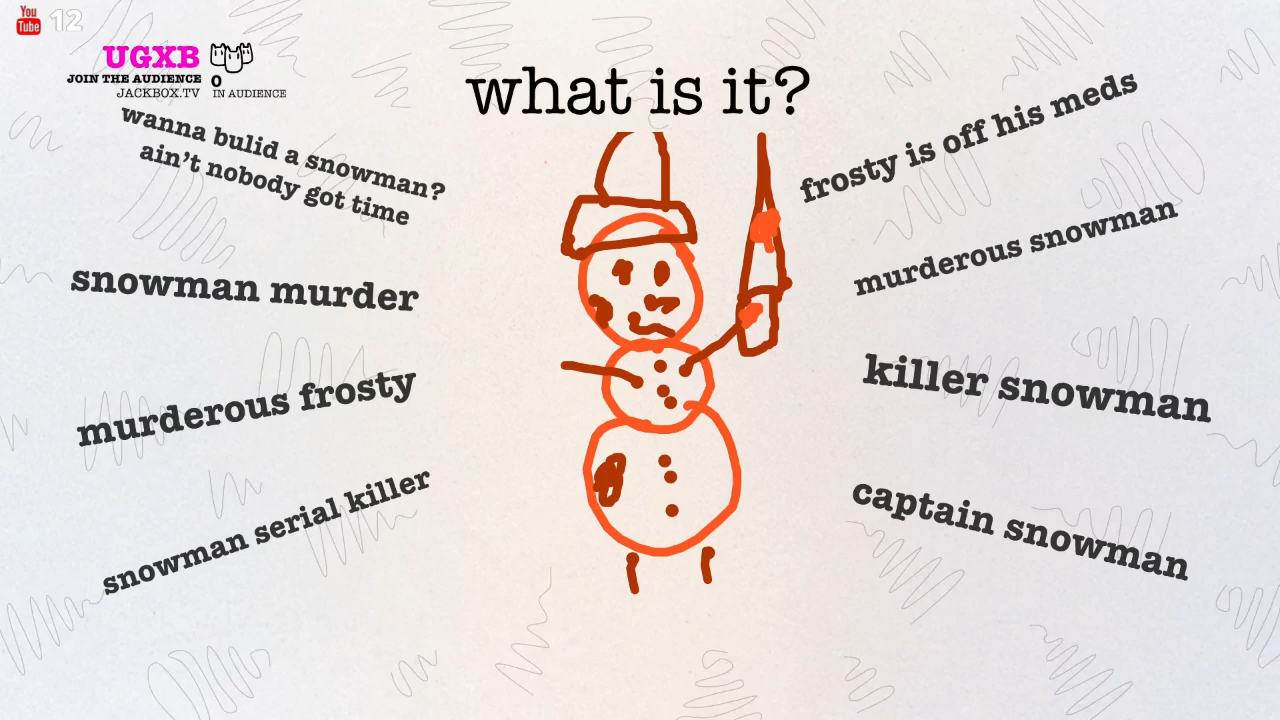 You
Tube
12
UGXB
JOIN THE AUDIENCE
JACKBOX.TV
0
IN AUDIENCE
what is it?
wanna bulid a snowman?
ain't nobody got time
snowman murder
murderous frosty
snowman serial killer
frosty is off his meds
murderous snowman
killer snowman
captain snowman